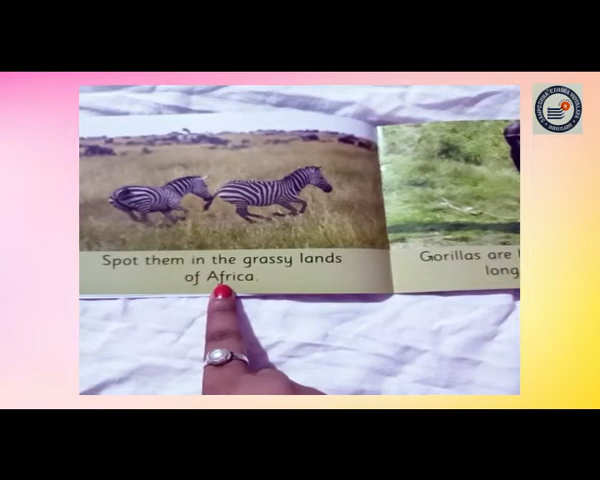 Spot them in the grassy lands
of Africa.
Gorillas are
long